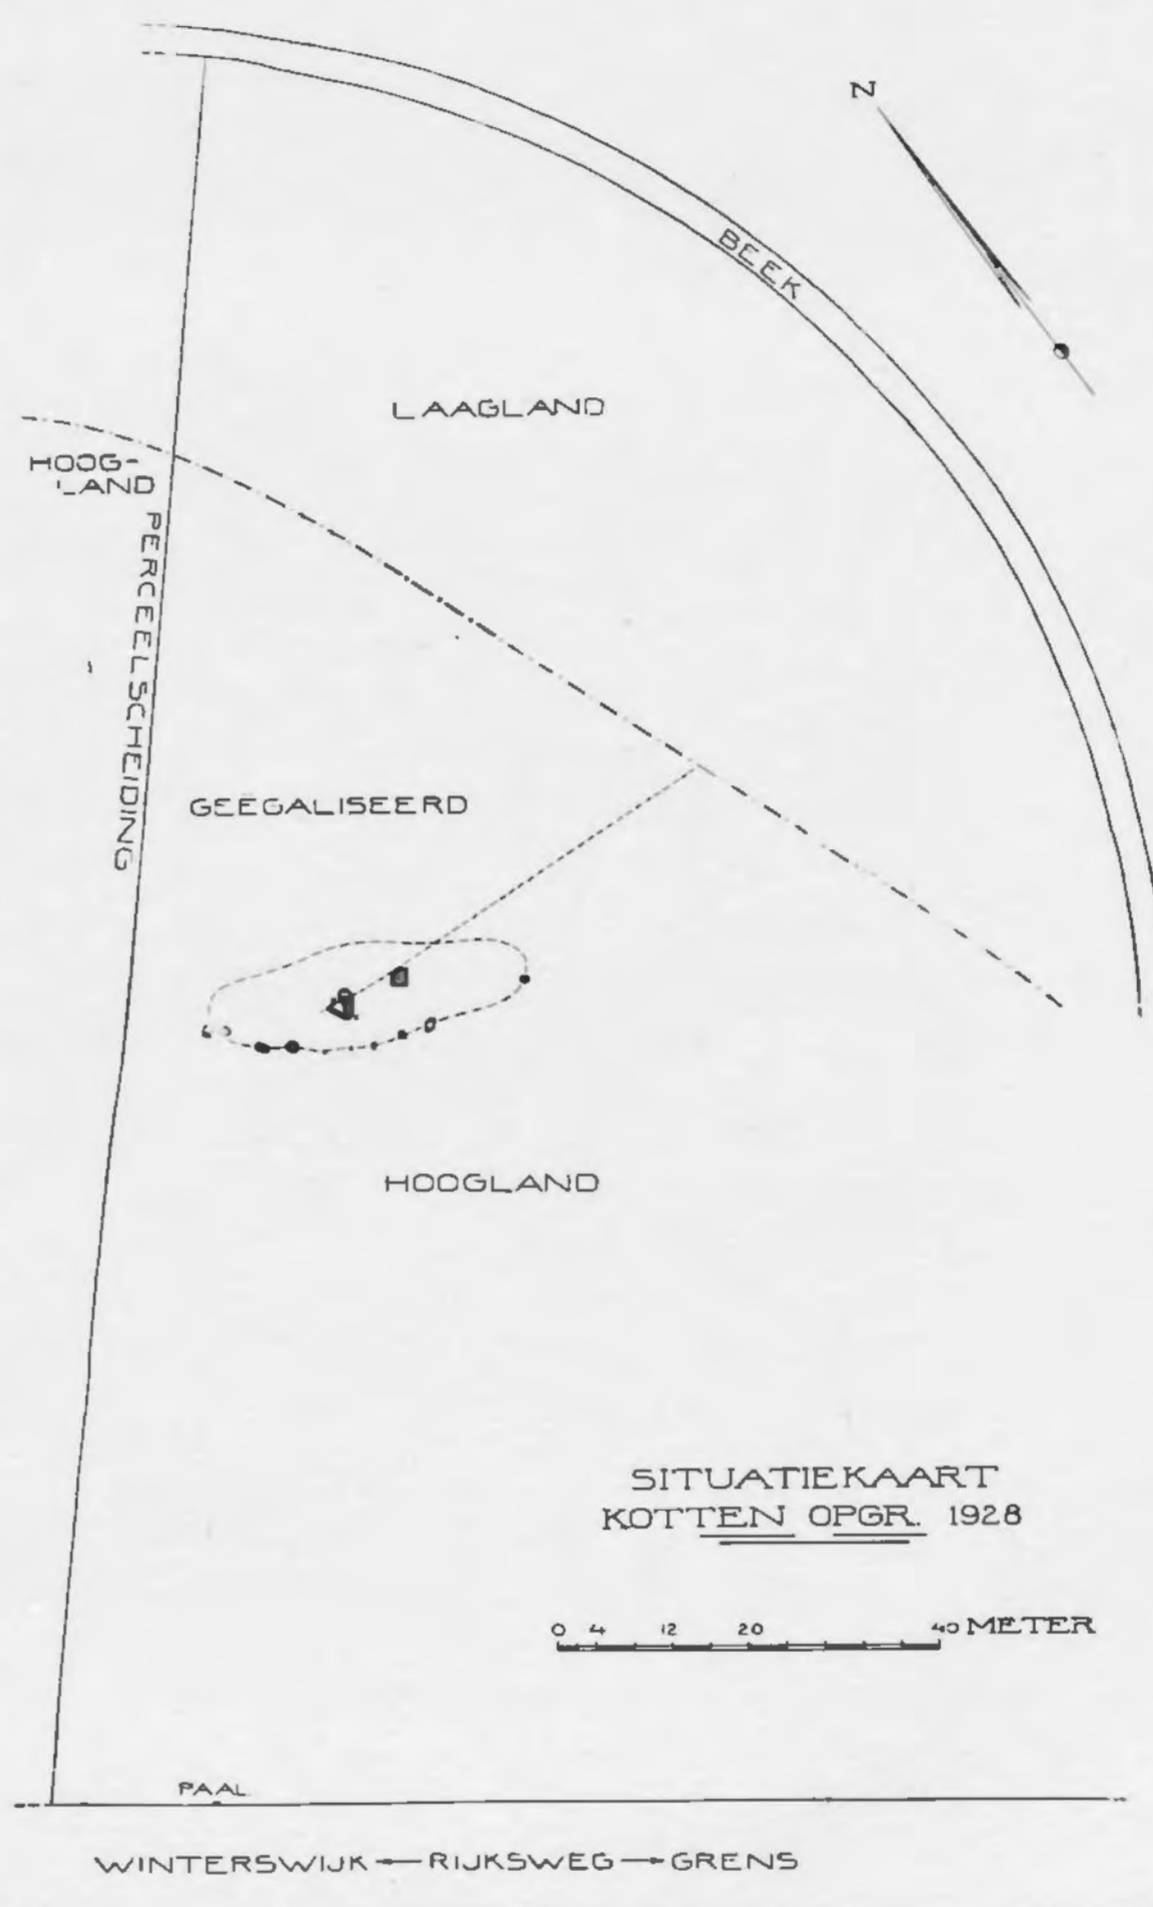 N
BEEK
LAAGLAND
HOOG-
LAND
PERCEELSCHEIDING
GEËGALISEERD
HOOGLAND
SITUATIEKAART
KOTTEN OPGR. 1928
0 4 12 20 40 METER
PAAL
WINTERSWIJK ← RIJKSWEG → GRENS